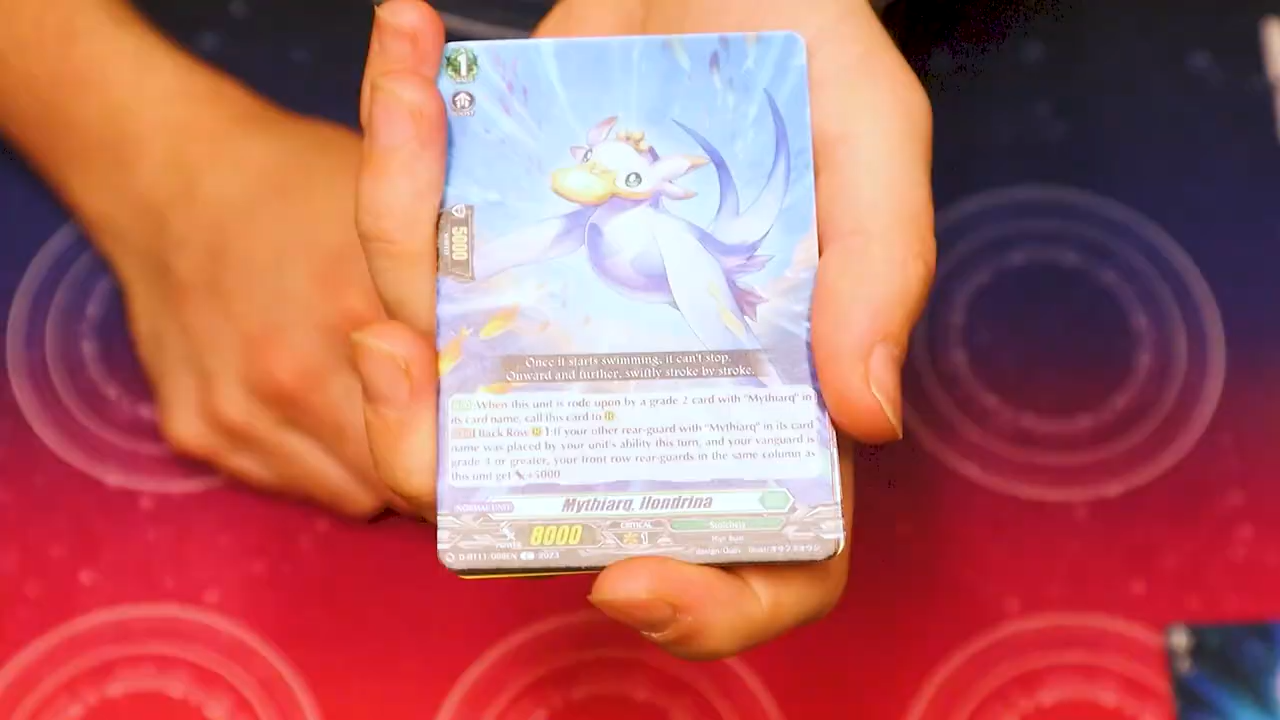 1
5000
Once it starts swimming, it can't stop.
Onward and further, swiftly stroke by stroke.
When this unit is rode upon by a grade 2 card with "Mythiarq" in
its card name, call this card to
Back Row : If your other rear-guard with "Mythiarq" in its card
name was placed by your unit's ability this turn, and your vanguard is
grade or greater, your front row rear-guards in the same column as
this unit get +5000
NORMAL UNIT
Mythiarq,
POWER 8000 CRITICAL 1 Stoicheia
High Beast
2023